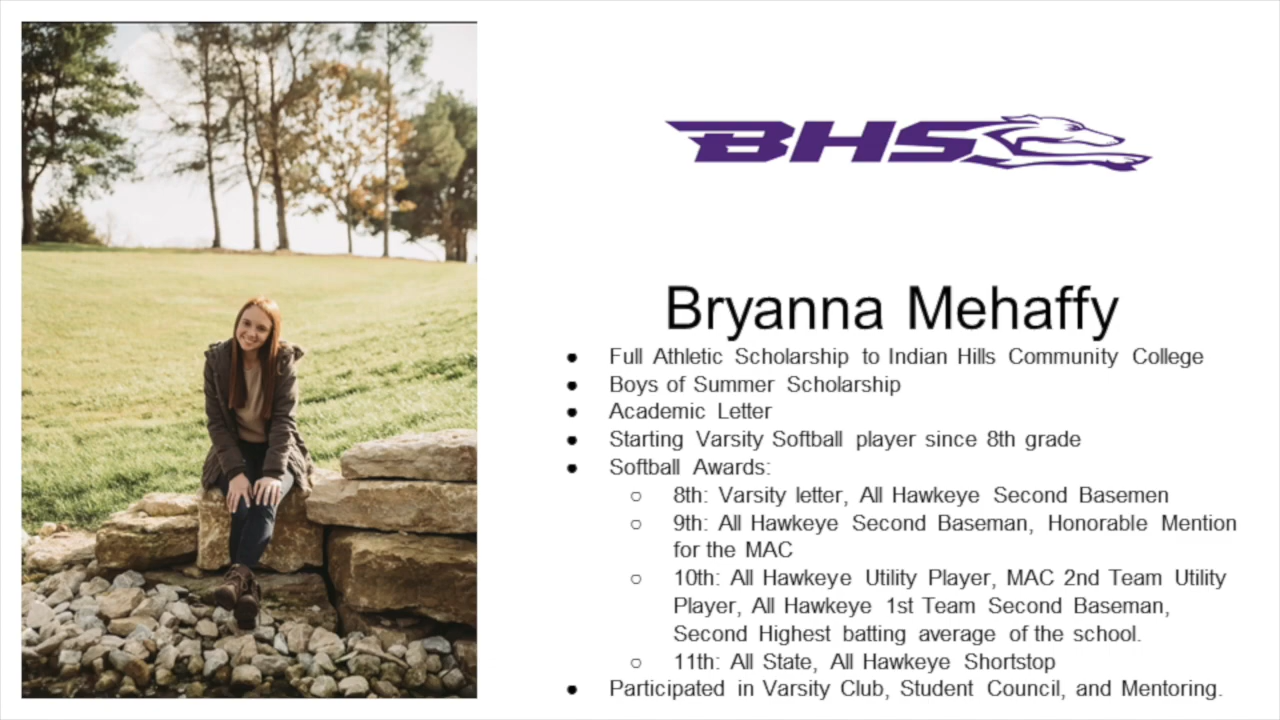 BHS
Bryanna Mehaffy
● Full Athletic Scholarship to Indian Hills Community College
● Boys of Summer Scholarship
● Academic Letter
● Starting Varsity Softball player since 8th grade
● Softball Awards:
○ 8th: Varsity letter, All Hawkeye Second Basemen
○ 9th: All Hawkeye Second Baseman, Honorable Mention
for the MAC
○ 10th: All Hawkeye Utility Player, MAC 2nd Team Utility
Player, All Hawkeye 1st Team Second Baseman,
Second Highest batting average of the school.
○ 11th: All State, All Hawkeye Shortstop
● Participated in Varsity Club, Student Council, and Mentoring.